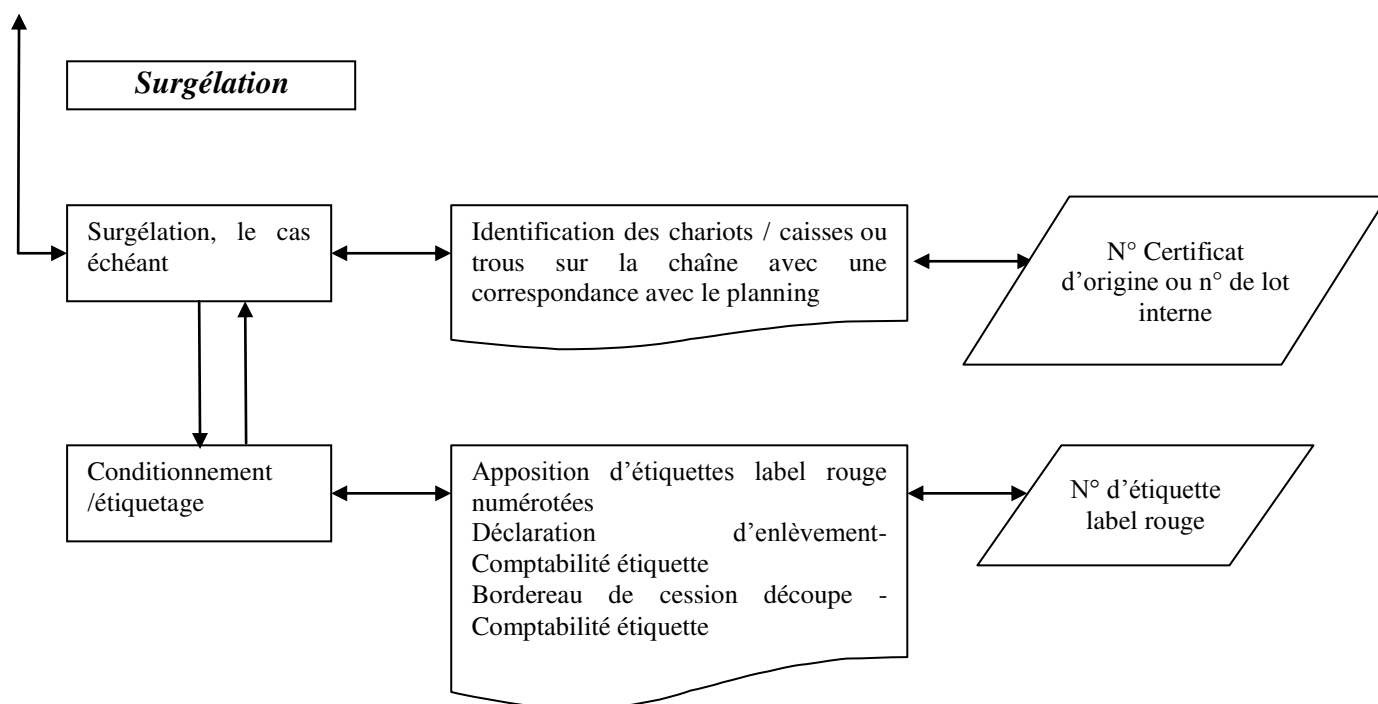 Surgélation
Surgélation, le cas
échéant
Identification des chariots / caisses ou
trous sur la chaîne avec une
correspondance avec le planning
N° Certificat
d'origine ou n° de lot
interne
Conditionnement
/étiquetage
Apposition d'étiquettes label rouge
numérotées
Déclaration d'enlèvement-
Comptabilité étiquette
Bordereau de cession découpe -
Comptabilité étiquette
N° d'étiquette
label rouge